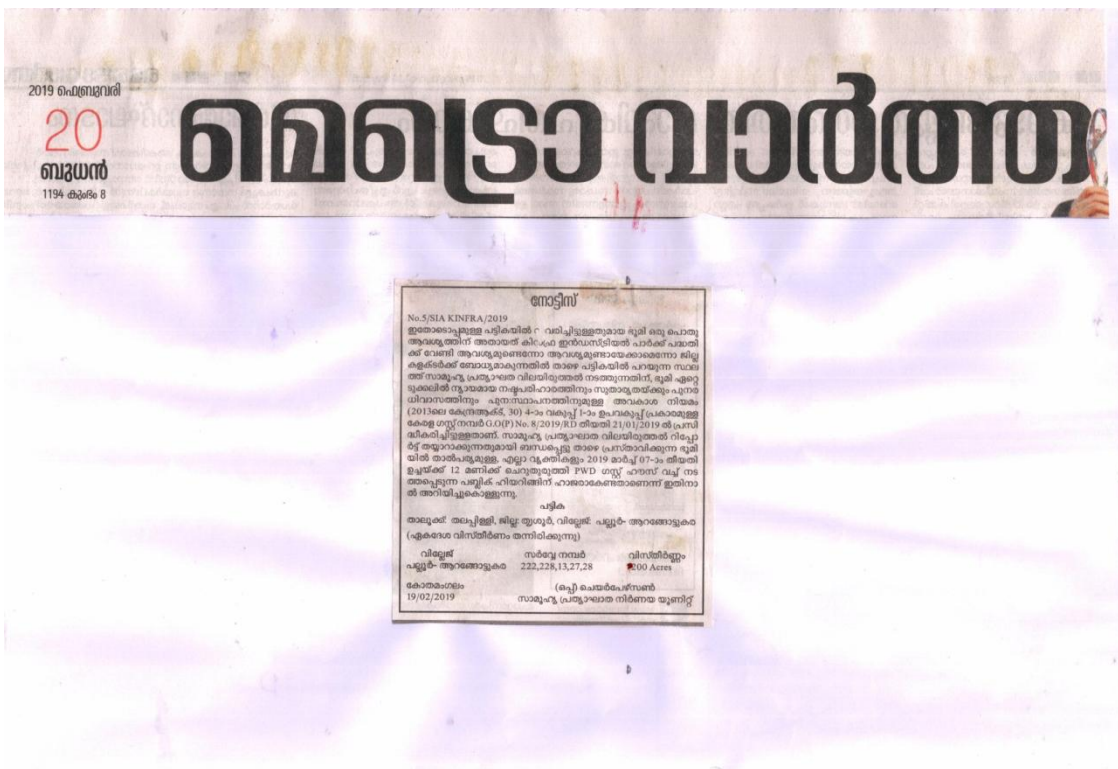 2019 ഫെബ്രുവരി
20
ബുധൻ
1194 കുംഭം 8
മെട്രൊ വാർത്ത
നോട്ടീസ്
No.5/SIA KINFRA/2019
ഇതോടൊപ്പമുള്ള പട്ടികയിൽ വരിച്ചിട്ടുള്ളതുമായ ഭൂമി ഒരു പൊതു
ആവശ്യത്തിന് അതായത് കിൻഫ്ര ഇൻഡസ്ട്രിയൽ പാർക്ക് പദ്ധതി
ക്ക് വേണ്ടി ആവശ്യമുണ്ടെന്നോ ആവശ്യമുണ്ടായേക്കാമെന്നോ ജില്ല
കളക്ടർക്ക് ബോധ്യമാകുന്നതിൽ താഴെ പട്ടികയിൽ പറയുന്ന സ്ഥല
ത്ത് സാമൂഹ്യ പ്രത്യാഘത വിലയിരുത്തൽ നടത്തുന്നതിന്, ഭൂമി ഏറ്റെ
ടുക്കലിൽ ന്യായമായ നഷ്ടപരിഹാരത്തിനും സുതാര്യതയ്ക്കും പുനര
ധിവാസത്തിനും പുനഃസ്ഥാപനത്തിനുമുള്ള അവകാശ നിയമം
(2013ലെ കേന്ദ്രആക്ട്, 30) 4-ാം വകുപ്പ് 1-ാം ഉപവകുപ്പ് പ്രകാരമുള്ള
കേരള ഗസ്റ്റ് നമ്പർ G.O(P) No. 8/2019/RD തീയതി 21/01/2019 ൽ പ്രസി
ദ്ധീകരിച്ചിട്ടുള്ളതാണ്. സാമൂഹ്യ പ്രത്യാഘാത വിലയിരുത്തൽ റിപ്പോ
ർട്ട് തയ്യാറാക്കുന്നതുമായി ബന്ധപ്പെട്ടു താഴെ പ്രസ്താവിക്കുന്ന ഭൂമി
യിൽ താൽപര്യമുള്ള, എല്ലാ വ്യക്തികളും 2019 മാർച്ച് 07-ാം തീയതി
ഉച്ചയ്ക്ക് 12 മണിക്ക് ചെറുതുരുത്തി PWD ഗസ്റ്റ് ഹൗസ് വച്ച് നട
ത്തപ്പെടുന്ന പബ്ലിക് ഹിയറിങ്ങിന് ഹാജരാകേണ്ടതാണെന്ന് ഇതിനാ
ൽ അറിയിച്ചുകൊള്ളുന്നു.
പട്ടിക
താലൂക്ക്: തലപ്പിള്ളി, ജില്ല: തൃശൂർ, വില്ലേജ്: പല്ലൂർ- ആറങ്ങോട്ടുകര
(ഏകദേശ വിസ്തീർണം തന്നിരിക്കുന്നു)
വില്ലേജ് സർവ്വേ നമ്പർ വിസ്തീർണ്ണം
പല്ലൂർ- ആറങ്ങോട്ടുകര 222,228,13,27,28 200 Acres
കോതമംഗലം (ഒപ്പ്) ചെയർപേഴ്സൺ
19/02/2019 സാമൂഹ്യ പ്രത്യാഘാത നിർണയ യൂണിറ്റ്